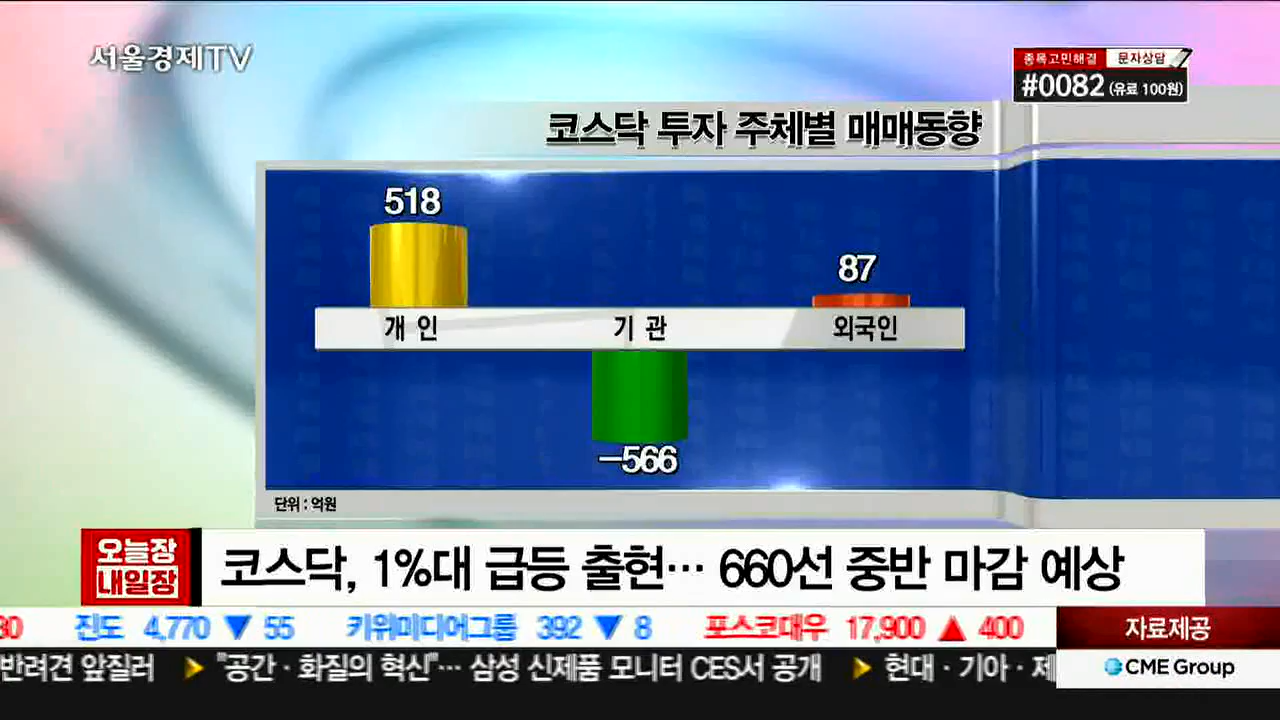 서울경제TV
종목고민해결 문자상담
#0082 (유료 100원)
코스닥 투자 주체별 매매동향
518
87
개 인 기 관 외국인
-566
단위 : 억원
오늘장
내일장
코스닥, 1%대 급등 출현… 660선 중반 마감 예상
30 진도 4,770 ▼ 55 키위미디어그룹 392 ▼ 8 포스코대우 17,900 ▲ 400
자료제공
반려견 앞질러 ▶ "공간·화질의 혁신"… 삼성 신제품 모니터 CES서 공개 ▶ 현대·기아·제
CME Group